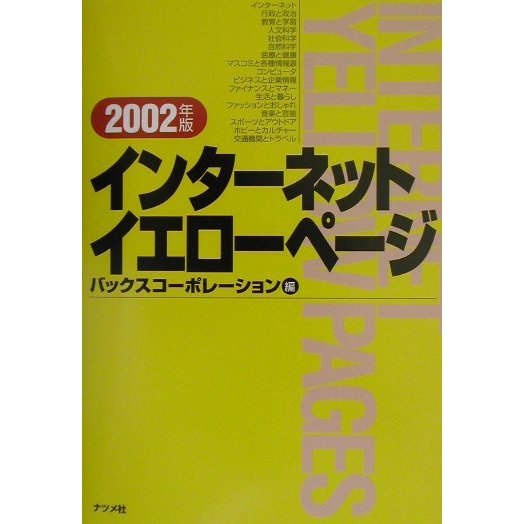 インターネット
行政と政治
教育と学習
人文科学
社会科学
自然科学
医療と健康
マスコミと各種情報源
コンピュータ
ビジネスと企業情報
ファイナンスとマネー
生活と暮らし
ファッションとおしゃれ
音楽と芸能
スポーツとアウトドア
ホビーとカルチャー
交通機関とトラベル
INTERNET
YELLOW PAGES
2002年版
インターネット
イエローページ
バックスコーポレーション 編
ナツメ社